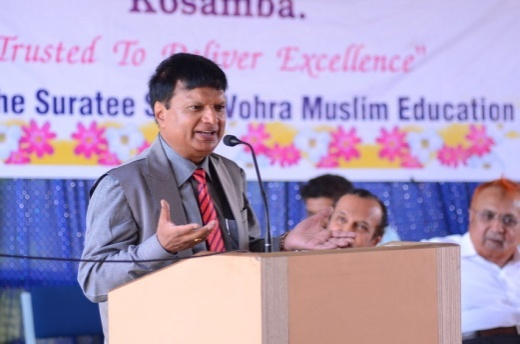 Kosamba.
Trusted To Deliver Excellence"
he Suratee S Vohra Muslim Education